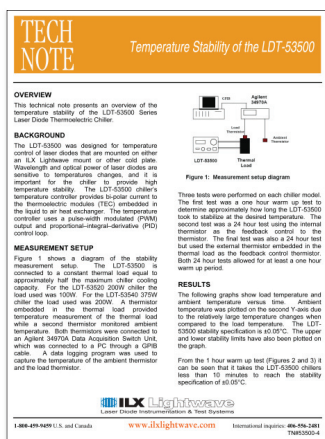 TECH
NOTE
Temperature Stability of the LDT-53500
OVERVIEW
This technical note presents an overview of the
temperature stability of the LDT-53500 Series
Laser Diode Thermoelectric Chiller.
BACKGROUND
The LDT-53500 was designed for temperature
control of laser diodes that are mounted on either
an ILX Lightwave mount or other cold plate.
Wavelength and optical power of laser diodes are
sensitive to temperatures changes, and it is
important for the chiller to provide high
temperature stability. The LDT-53500 chiller's
temperature controller provides bi-polar current to
the thermoelectric modules (TEC) embedded in
the liquid to air heat exchanger. The temperature
controller uses a pulse-width modulated (PWM)
output and proportional–integral–derivative (PID)
control loop.
MEASUREMENT SETUP
Figure 1 shows a diagram of the stability
measurement setup. The LDT-53500 is
connected to a constant thermal load equal to
approximately half the maximum chiller cooling
capacity. For the LDT-53520 200W chiller the
load used was 100W. For the LDT-53540 375W
chiller the load used was 200W. A thermistor
embedded in the thermal load provided
temperature measurement of the thermal load
while a second thermistor monitored ambient
temperature. Both thermistors were connected to
an Agilent 34970A Data Acquisition Switch Unit,
which was connected to a PC through a GPIB
cable. A data logging program was used to
capture the temperature of the ambient thermistor
and the load thermistor.
GPIB
Agilent
34970A
Load
Thermistor
Ambient
Thermistor
LDT-53500
Thermal
Load
Figure 1: Measurement setup diagram
Three tests were performed on each chiller model.
The first test was a one hour warm up test to
determine approximately how long the LDT-53500
took to stabilize at the desired temperature. The
second test was a 24 hour test using the internal
thermistor as the feedback control to the
thermistor. The final test was also a 24 hour test
but used the external thermistor embedded in the
thermal load as the feedback control thermistor.
Both 24 hour tests allowed for at least a one hour
warm up period.
RESULTS
The following graphs show load temperature and
ambient temperature versus time. Ambient
temperature was plotted on the second Y-axis due
to the relatively large temperature changes when
compared to the load temperature. The LDT-
53500 stability specification is ±0.05°C. The upper
and lower stability limits have also been plotted on
the graph.
From the 1 hour warm up test (Figures 2 and 3) it
can be seen that it takes the LDT-53500 chillers
less than 10 minutes to reach the stability
specification of ±0.05°C.
ILX Lightwave
Laser Diode Instrumentation & Test Systems
1-800-459-9459 U.S. and Canada
www.ilxlightwave.com
International inquiries: 406-556-2481
TN#53500-4